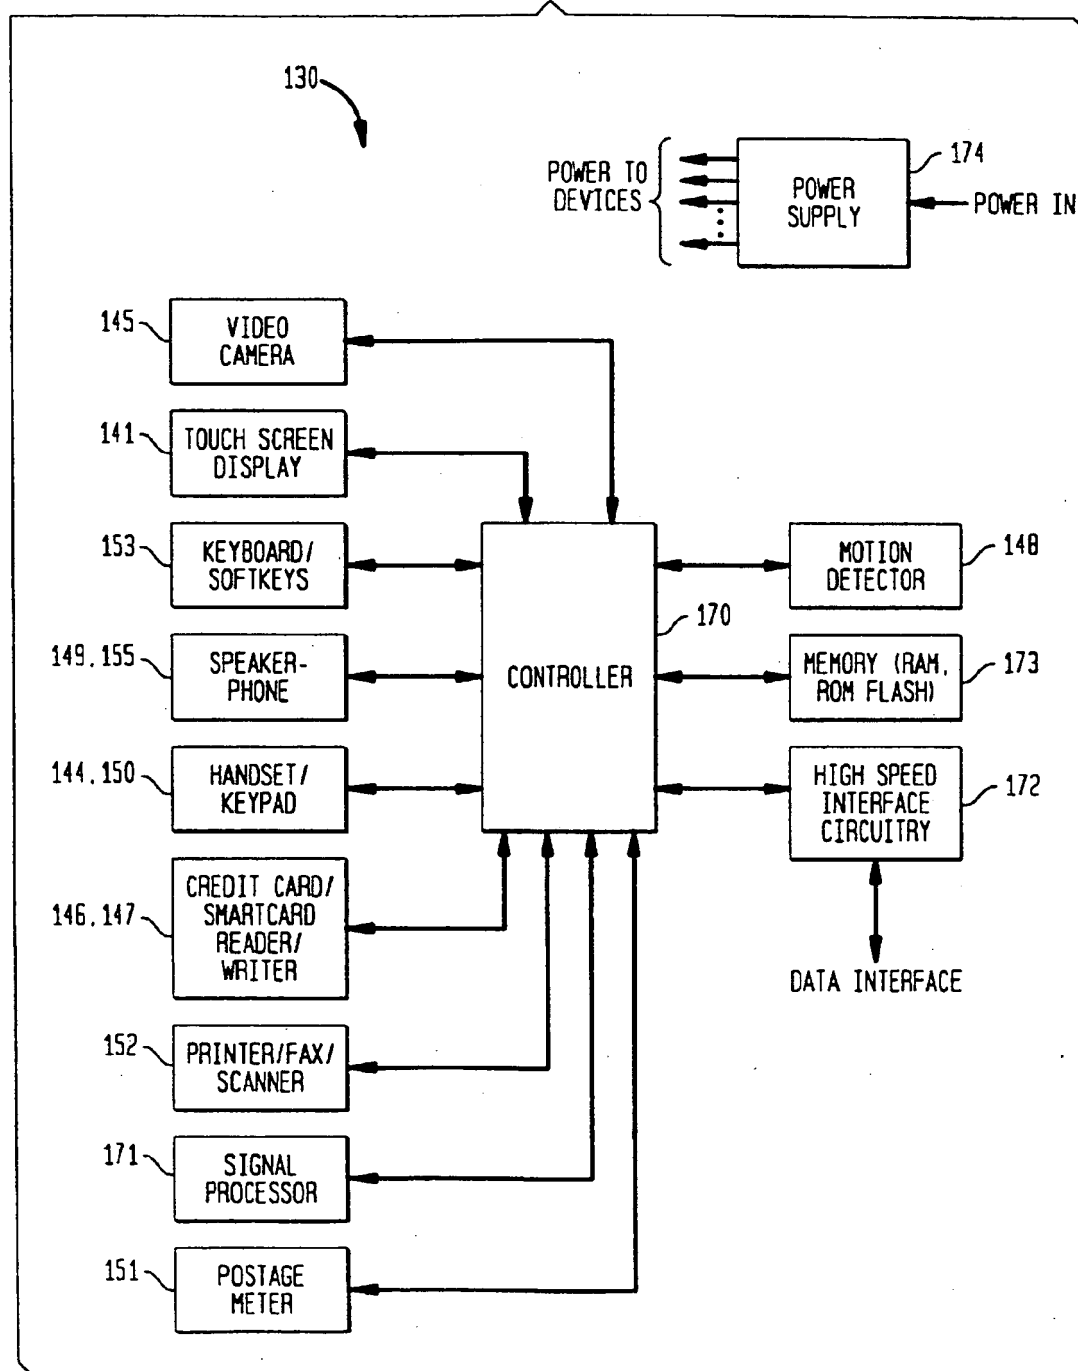 130
POWER TO
DEVICES
POWER
SUPPLY
174
POWER IN
145
VIDEO
CAMERA
141
TOUCH SCREEN
DISPLAY
153
KEYBOARD/
SOFTKEYS
149,155
SPEAKER-
PHONE
144,150
HANDSET/
KEYPAD
146,147
CREDIT CARD/
SMARTCARD
READER/
WRITER
152
PRINTER/FAX/
SCANNER
171
SIGNAL
PROCESSOR
151
POSTAGE
METER
CONTROLLER
170
MOTION
DETECTOR
148
MEMORY (RAM,
ROM FLASH)
173
HIGH SPEED
INTERFACE
CIRCUITRY
172
DATA INTERFACE